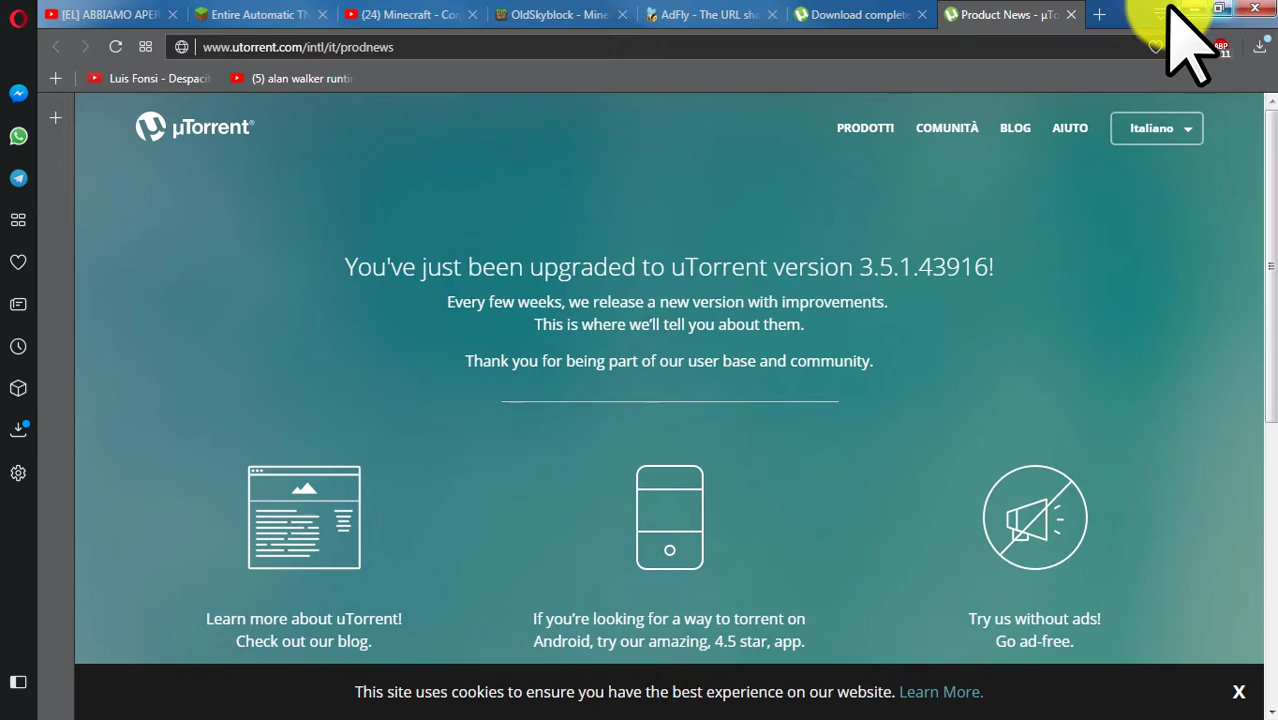 [EL] ABBIAMO APER
Entire Automatic TN
(24) Minecraft - Co
OldSkyblock - Mine
AdFly - The URL sho
Download complet
Product News - µTo
www.utorrent.com/intl/it/prodnews
ABP
11
Luis Fonsi - Despacit
(5) alan walker runti
µTorrent®
PRODOTTI
COMUNITÀ
BLOG
AIUTO
Italiano
You've just been upgraded to uTorrent version 3.5.1.43916!
Every few weeks, we release a new version with improvements.
This is where we'll tell you about them.
Thank you for being part of our user base and community.
Learn more about uTorrent!
Check out our blog.
If you're looking for a way to torrent on
Android, try our amazing, 4.5 star, app.
Try us without ads!
Go ad-free.
This site uses cookies to ensure you have the best experience on our website. Learn More.
X